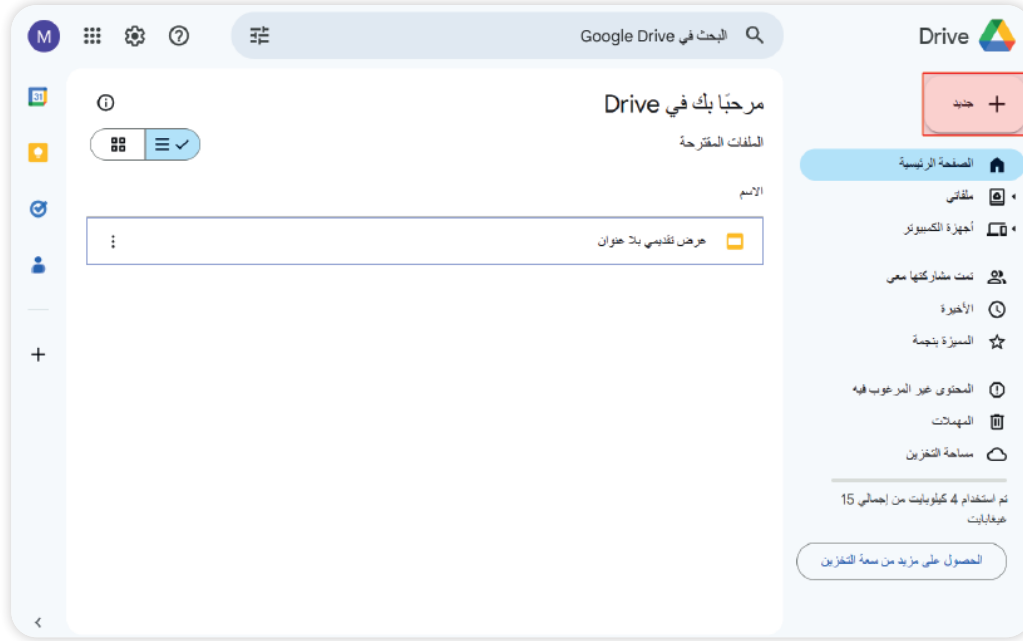 Drive
البحث في Google Drive
M
جديد
الصفحة الرئيسية
ملفاتي
أجهزة الكمبيوتر
تمت مشاركتها معي
الأخيرة
المميزة بنجمة
المحتوى غير المرغوب فيه
المهملات
مساحة التخزين
تم استخدام 4 كيلوبايت من إجمالي 15
غيغابايت
الحصول على مزيد من سعة التخزين
مرحبًا بك في Drive
الملفات المقترحة
الاسم
عرض تقديمي بلا عنوان
31